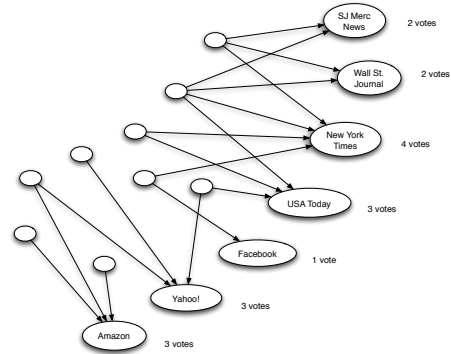 SJ Merc
News
2 votes
Wall St.
Journal
2 votes
New York
Times
4 votes
USA Today
3 votes
Facebook
1 vote
Yahoo!
3 votes
Amazon
3 votes